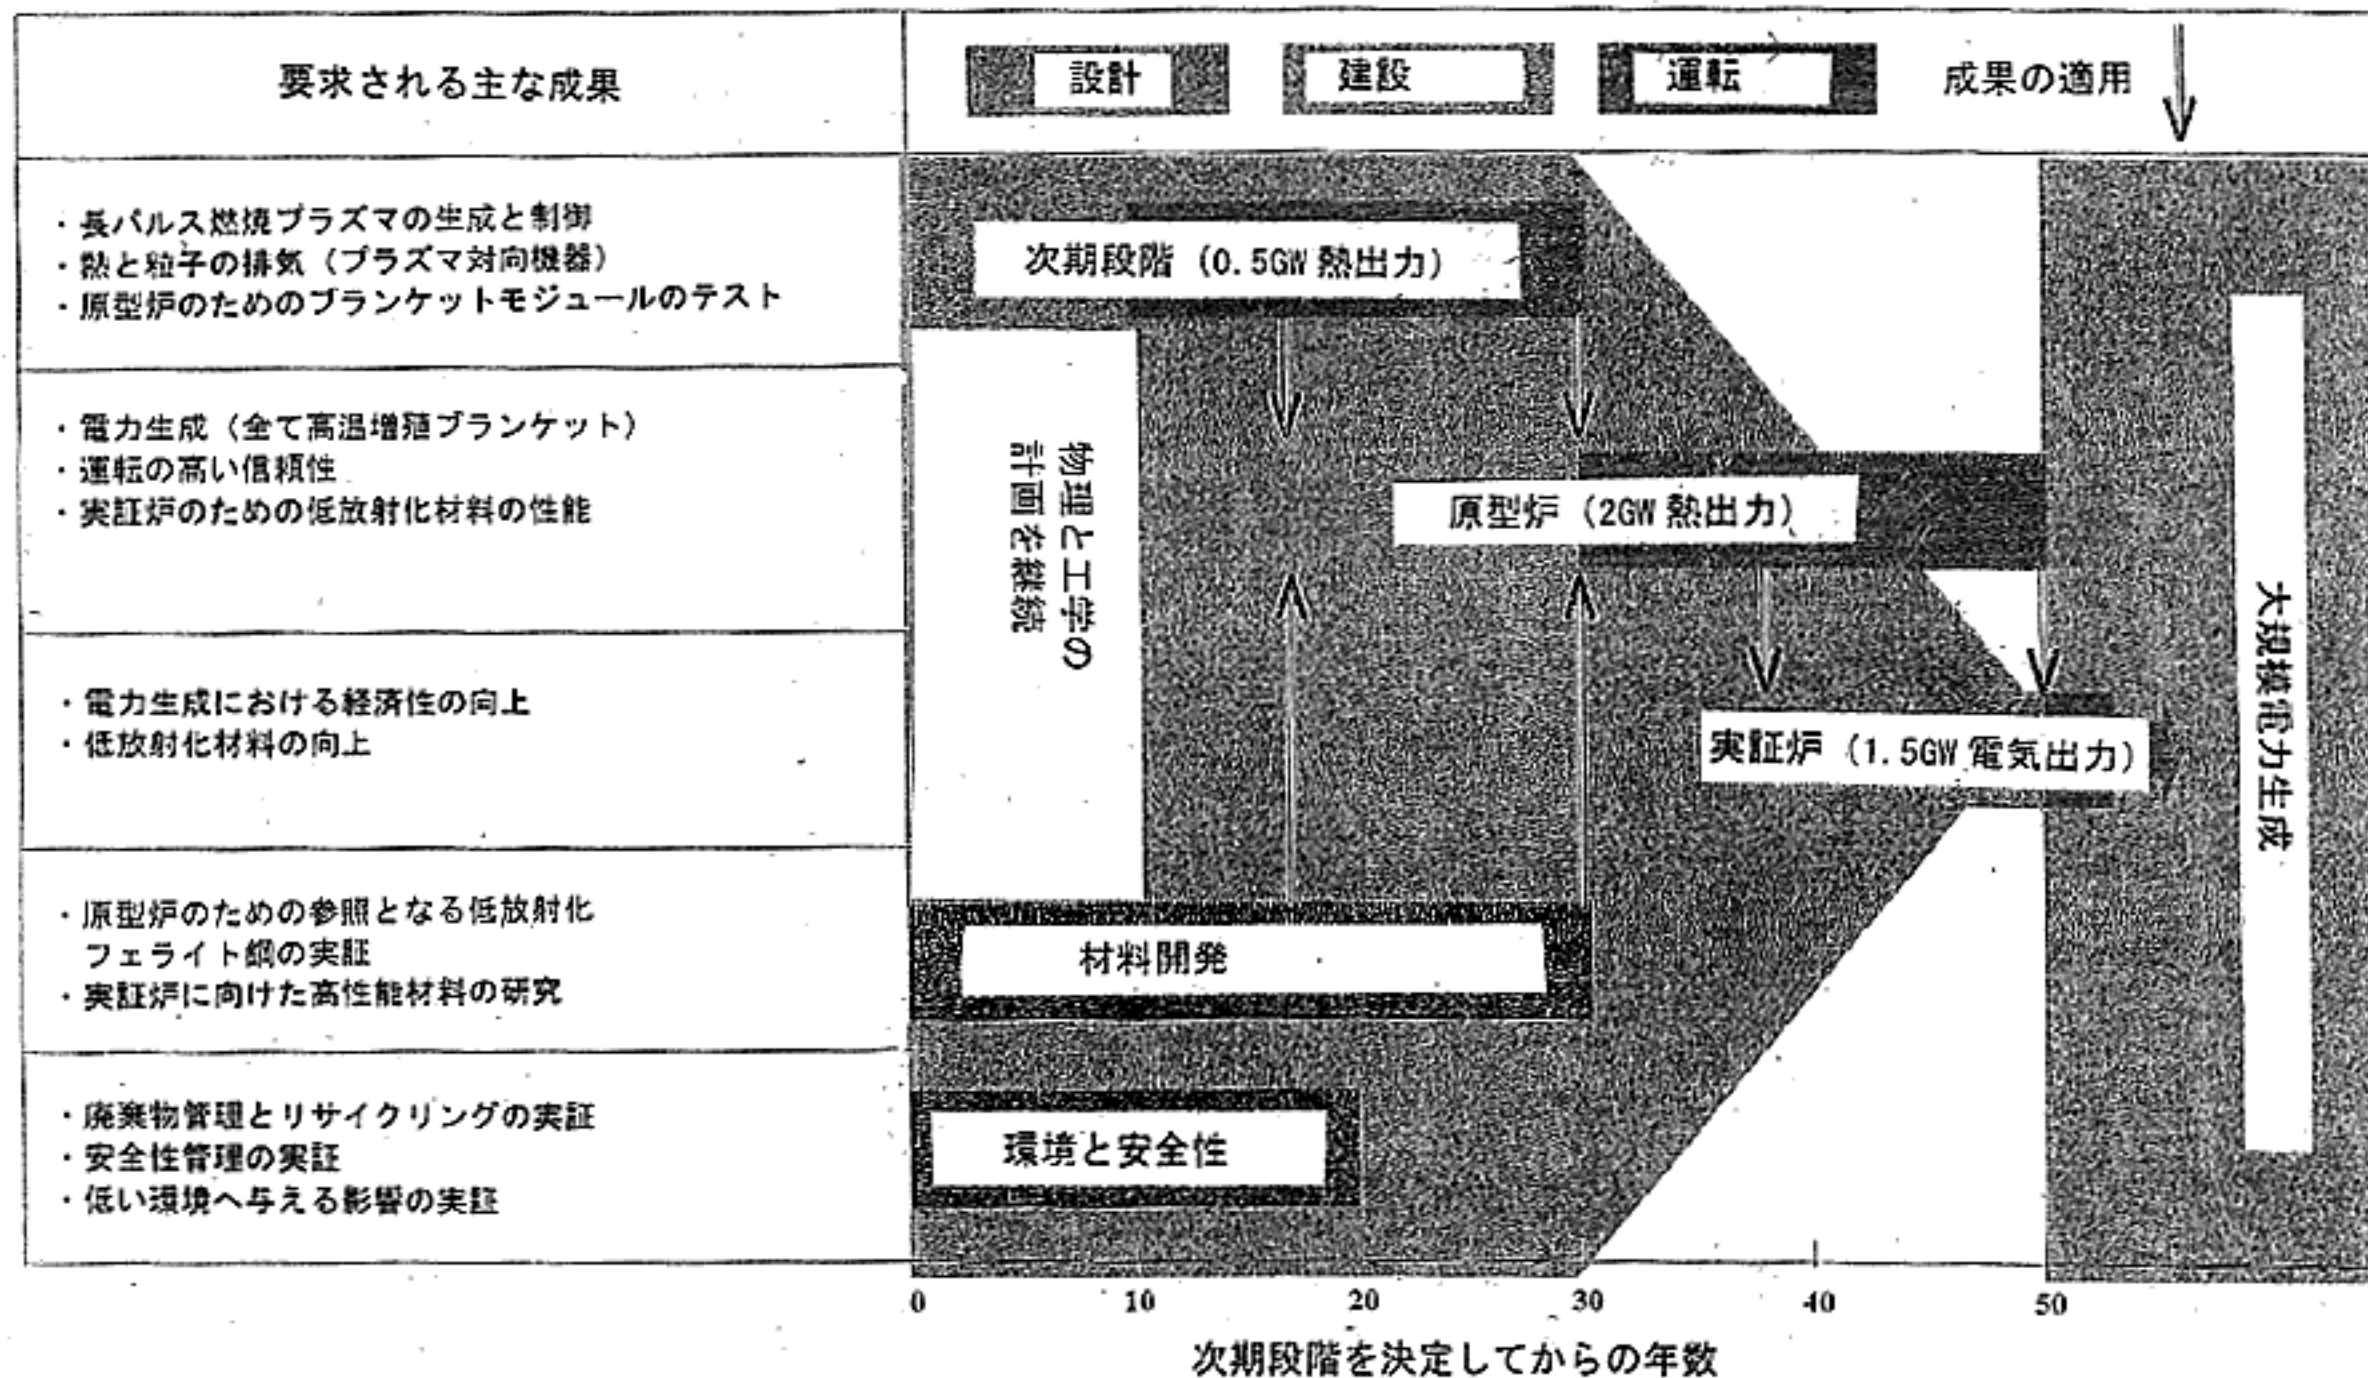 要求される主な成果
設計
建設
運転
成果の適用
・長パルス燃焼プラズマの生成と制御
・熱と粒子の排気（プラズマ対向機器）
・原型炉のためのブランケットモジュールのテスト
次期段階（0.5GW 熱出力）
・電力生成（全て高温増殖ブランケット）
・運転の高い信頼性
・実証炉のための低放射化材料の性能
物理と工学の
計画を継続
原型炉（2GW 熱出力）
・電力生成における経済性の向上
・低放射化材料の向上
実証炉（1.5GW 電気出力）
大規模電力生成
・原型炉のための参照となる低放射化
フェライト鋼の実証
・実証炉に向けた高性能材料の研究
材料開発
・廃棄物管理とリサイクリングの実証
・安全性管理の実証
・低い環境へ与える影響の実証
環境と安全性
0 10 20 30 40 50
次期段階を決定してからの年数